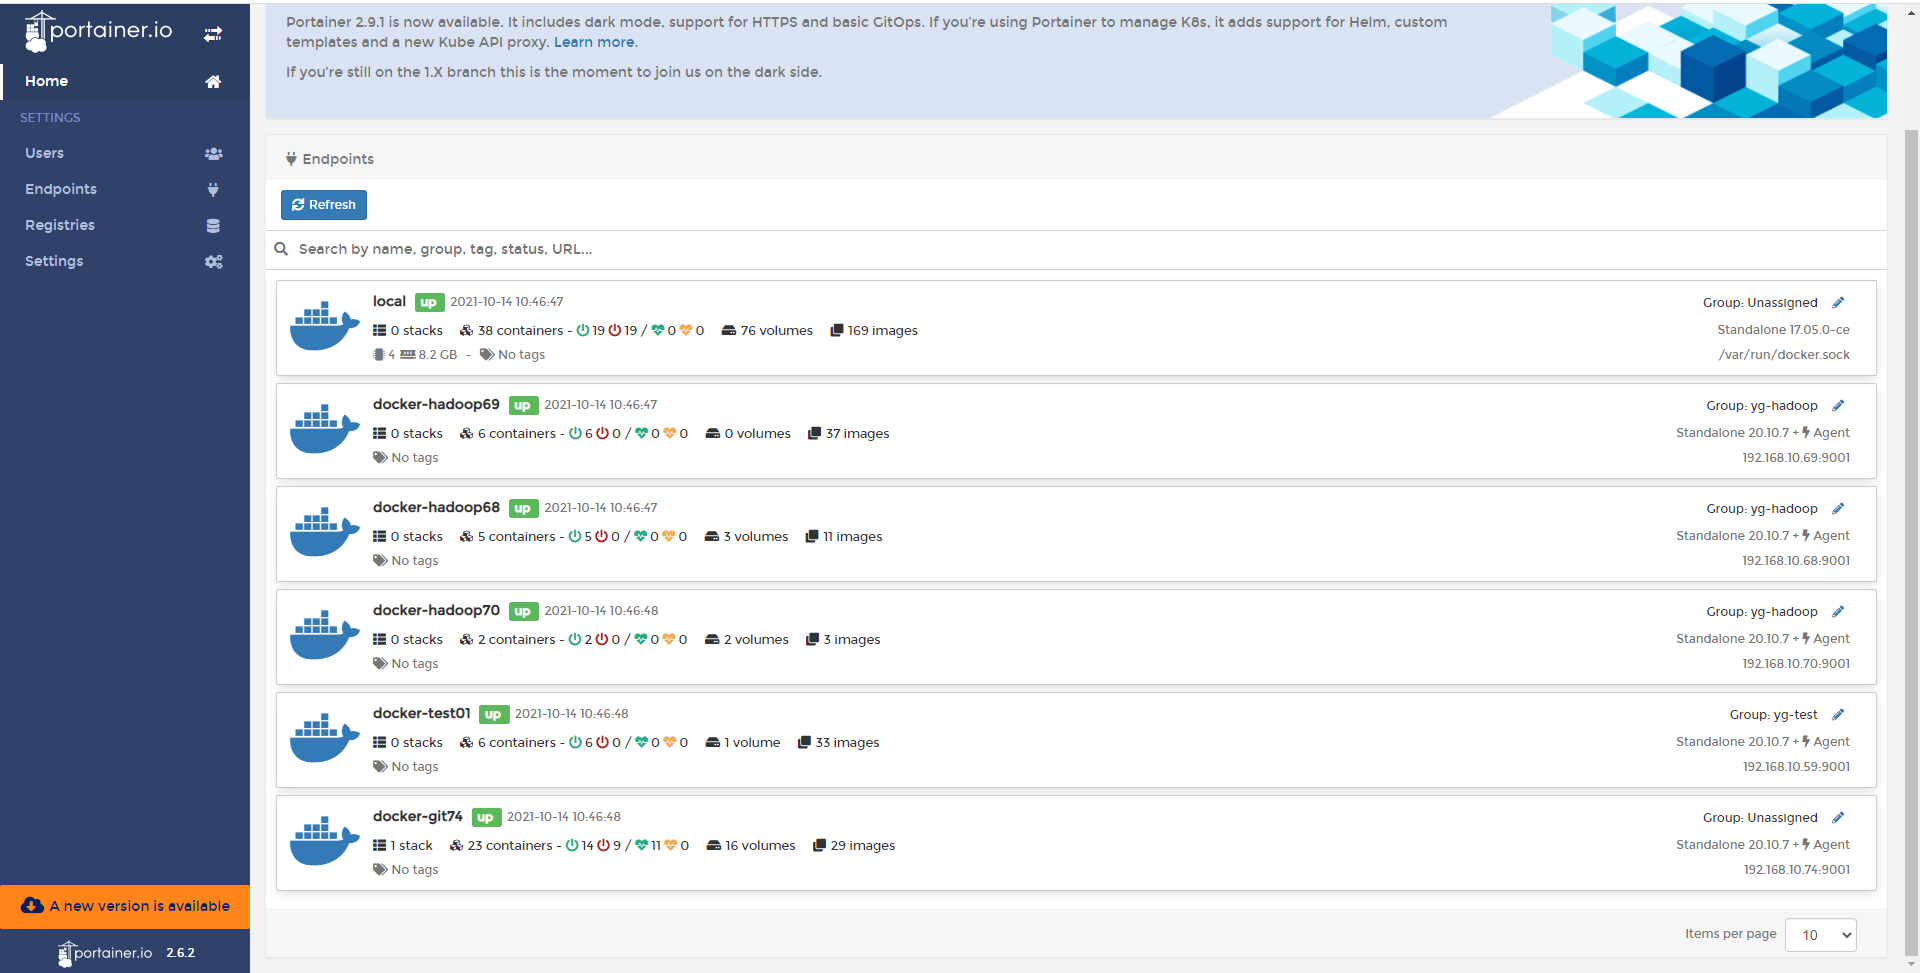 portainer.io
Home
SETTINGS
Users
Endpoints
Registries
Settings
A new version is available
portainer.io 2.6.2
Portainer 2.9.1 is now available. It includes dark mode, support for HTTPS and basic GitOps. If you’re using Portainer to manage K8s, it adds support for Helm, custom
templates and a new Kube API proxy. Learn more.
If you’re still on the 1.X branch this is the moment to join us on the dark side.
Endpoints
Refresh
Search by name, group, tag, status, URL...
local up 2021-10-14 10:46:47 Group: Unassigned
0 stacks 38 containers - 19 19 / 0 0 76 volumes 169 images Standalone 17.05.0-ce
4 8.2 GB - No tags /var/run/docker.sock
docker-hadoop69 up 2021-10-14 10:46:47 Group: yg-hadoop
0 stacks 6 containers - 6 0 / 0 0 0 volumes 37 images Standalone 20.10.7 + Agent
No tags 192.168.10.69:9001
docker-hadoop68 up 2021-10-14 10:46:47 Group: yg-hadoop
0 stacks 5 containers - 5 0 / 0 0 3 volumes 11 images Standalone 20.10.7 + Agent
No tags 192.168.10.68:9001
docker-hadoop70 up 2021-10-14 10:46:48 Group: yg-hadoop
0 stacks 2 containers - 2 0 / 0 0 2 volumes 3 images Standalone 20.10.7 + Agent
No tags 192.168.10.70:9001
docker-test01 up 2021-10-14 10:46:48 Group: yg-test
0 stacks 6 containers - 6 0 / 0 0 1 volume 33 images Standalone 20.10.7 + Agent
No tags 192.168.10.59:9001
docker-git74 up 2021-10-14 10:46:48 Group: Unassigned
1 stack 23 containers - 14 9 / 11 0 16 volumes 29 images Standalone 20.10.7 + Agent
No tags 192.168.10.74:9001
Items per page 10